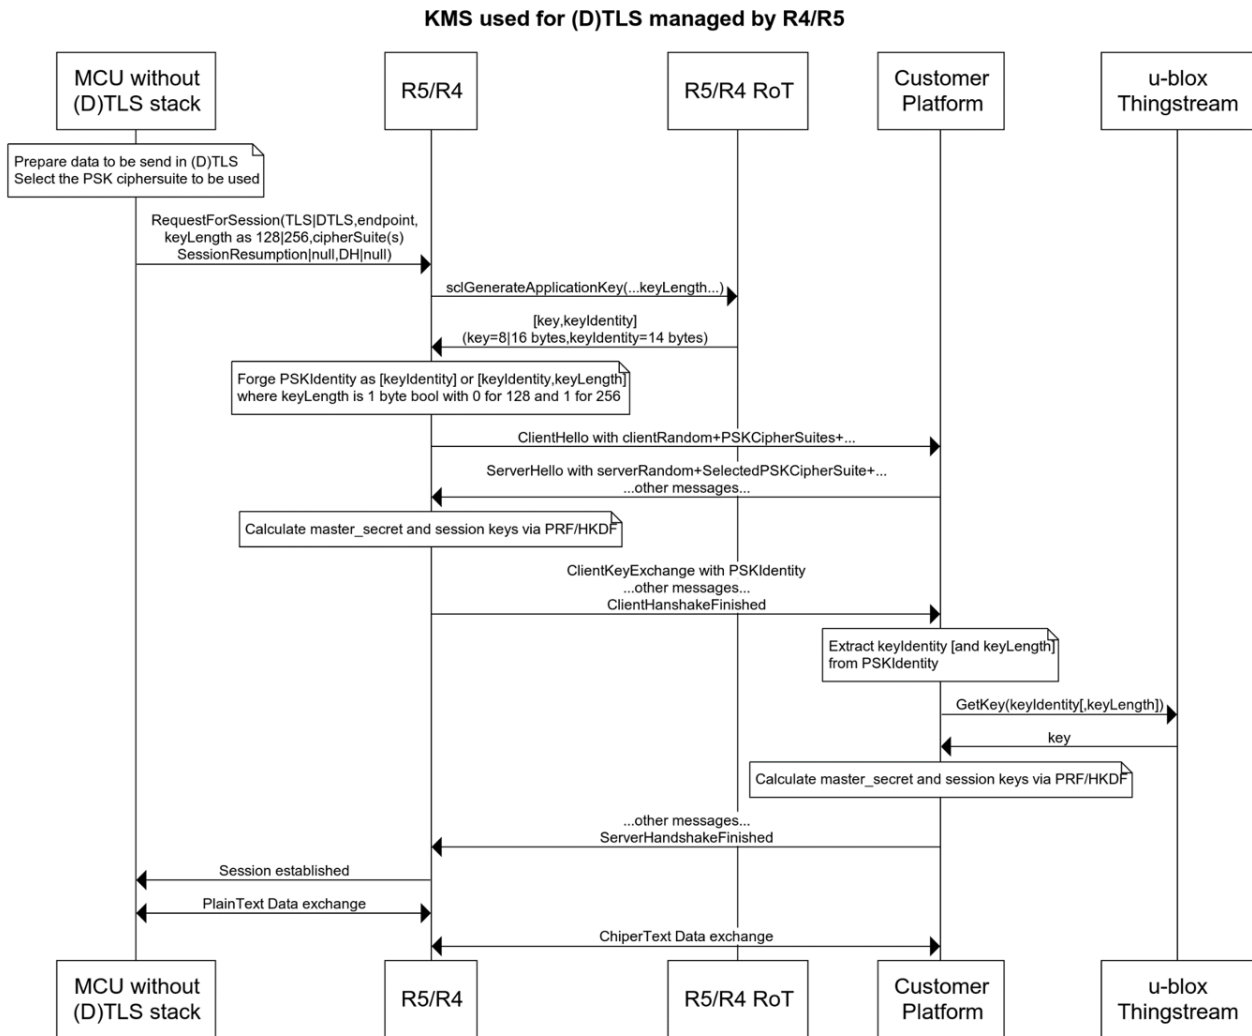 KMS used for (D)TLS managed by R4/R5
MCU without
(D)TLS stack
R5/R4
R5/R4 RoT
Customer
Platform
u-blox
Thingstream
Prepare data to be send in (D)TLS
Select the PSK ciphersuite to be used
RequestForSession(TLS|DTLS,endpoint,
keyLength as 128|256,cipherSuite(s)
SessionResumption|null,DH|null)
sclGenerateApplicationKey(...keyLength...)
[key,keyIdentity]
(key=8|16 bytes,keyIdentity=14 bytes)
Forge PSKIdentity as [keyIdentity] or [keyIdentity,keyLength]
where keyLength is 1 byte bool with 0 for 128 and 1 for 256
ClientHello with clientRandom+PSKCipherSuites+...
ServerHello with serverRandom+SelectedPSKCipherSuite+...
...other messages...
Calculate master_secret and session keys via PRF/HKDF
ClientKeyExchange with PSKIdentity
...other messages...
ClientHanshakeFinished
Extract keyIdentity [and keyLength]
from PSKIdentity
GetKey(keyIdentity[,keyLength])
key
Calculate master_secret and session keys via PRF/HKDF
...other messages...
ServerHandshakeFinished
Session established
PlainText Data exchange
ChiperText Data exchange
MCU without
(D)TLS stack
R5/R4
R5/R4 RoT
Customer
Platform
u-blox
Thingstream